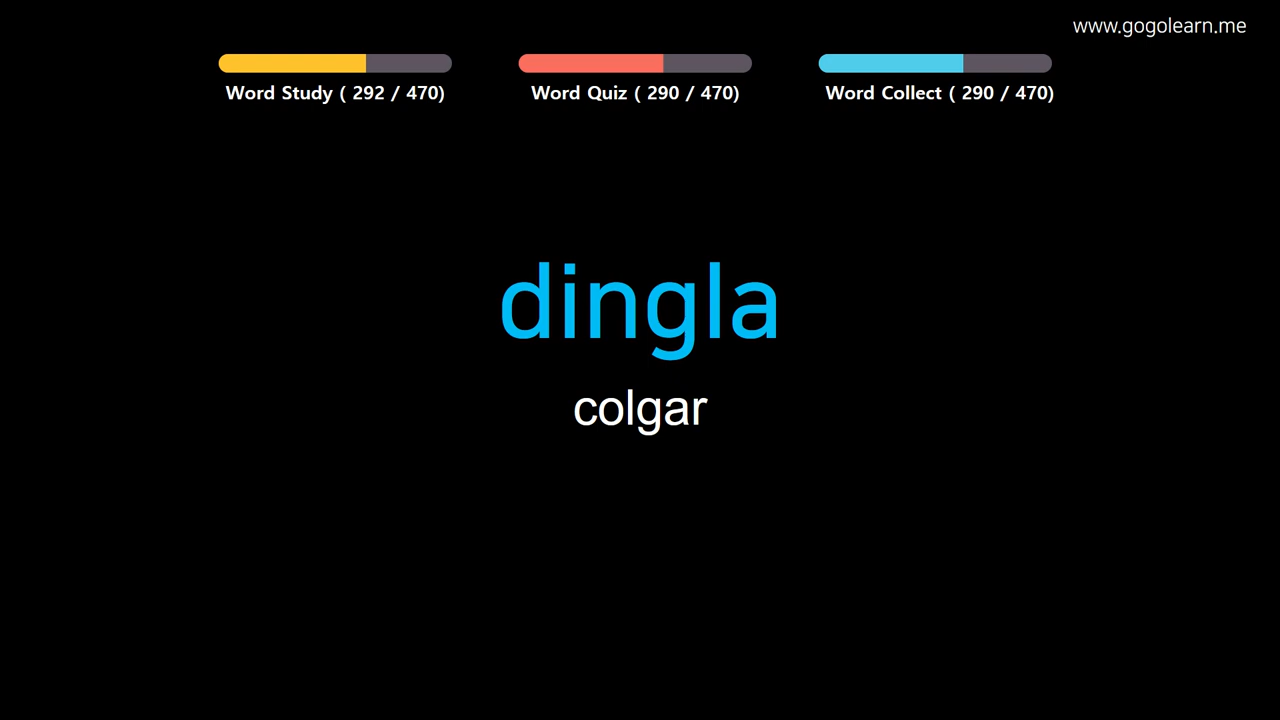 www.gogolearn.me
Word Study ( 292 / 470)
Word Quiz ( 290 / 470)
Word Collect ( 290 / 470)
dingla
colgar